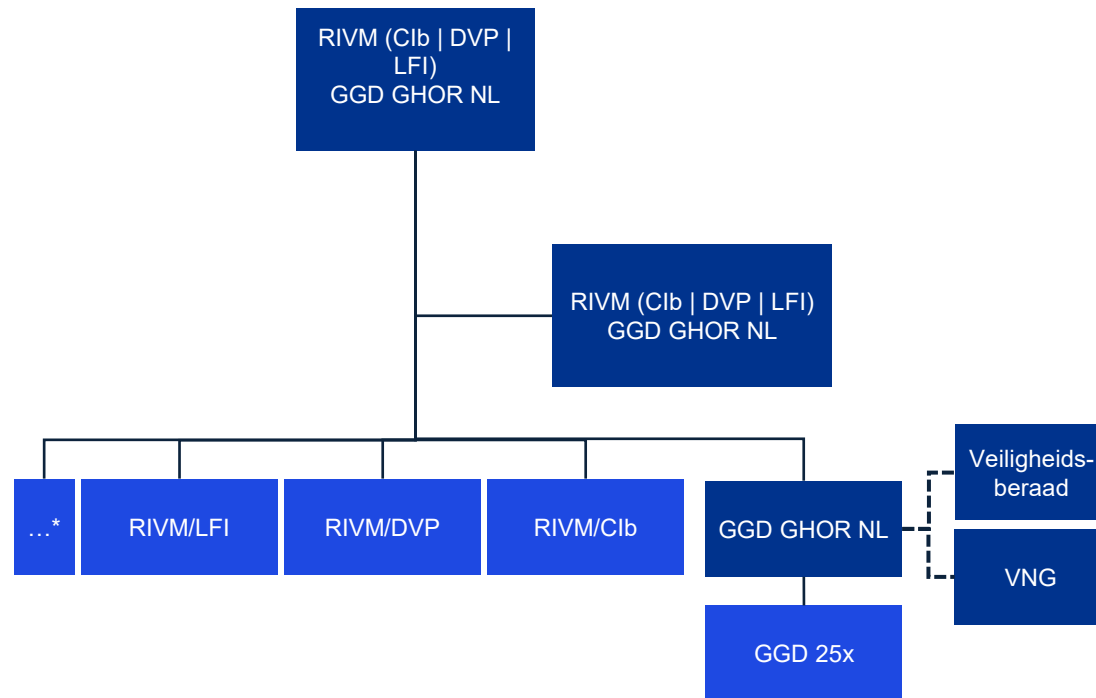 RIVM (CIb | DVP |
LFI)
GGD GHOR NL
RIVM (CIb | DVP | LFI)
GGD GHOR NL
...*
RIVM/LFI
RIVM/DVP
RIVM/CIb
GGD GHOR NL
Veiligheids-
beraad
VNG
GGD 25x